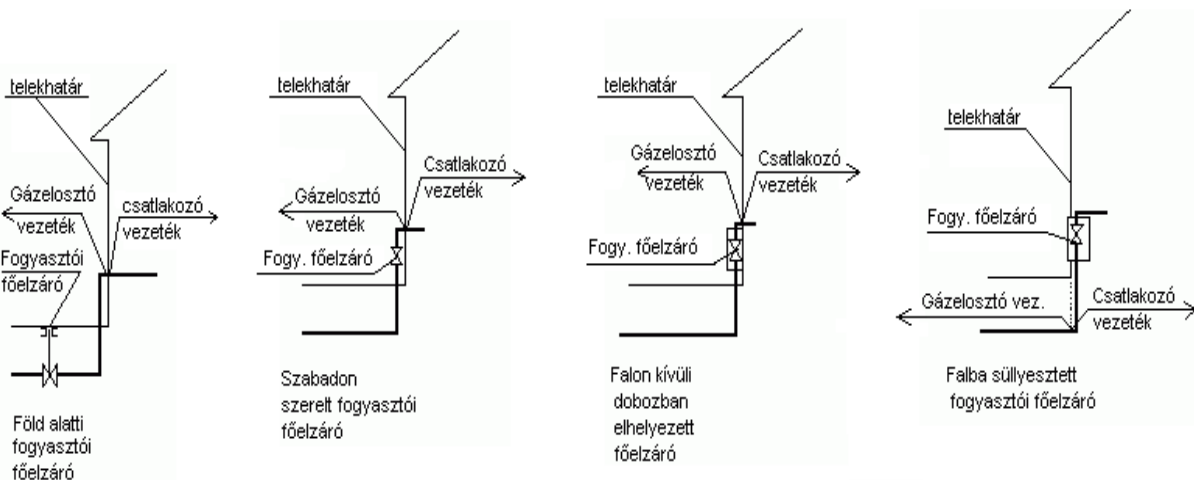 telekhatár
Gázelosztó
vezeték
csatlakozó
vezeték
Fogyasztói
főelzáró
Föld alatti
fogyasztói
főelzáró
telekhatár
Csatlakozó
vezeték
Gázelosztó
vezeték
Fogy. főelzáró
Szabadon
szerelt fogyasztói
főelzáró
telekhatár
Gázelosztó
vezeték
Csatlakozó
vezeték
Fogy. főelzáró
Falon kívüli
dobozban
elhelyezett
főelzáró
telekhatár
Fogy. főelzáró
Gázelosztó vez.
Csatlakozó
vezeték
Falba süllyesztett
fogyasztói főelzáró